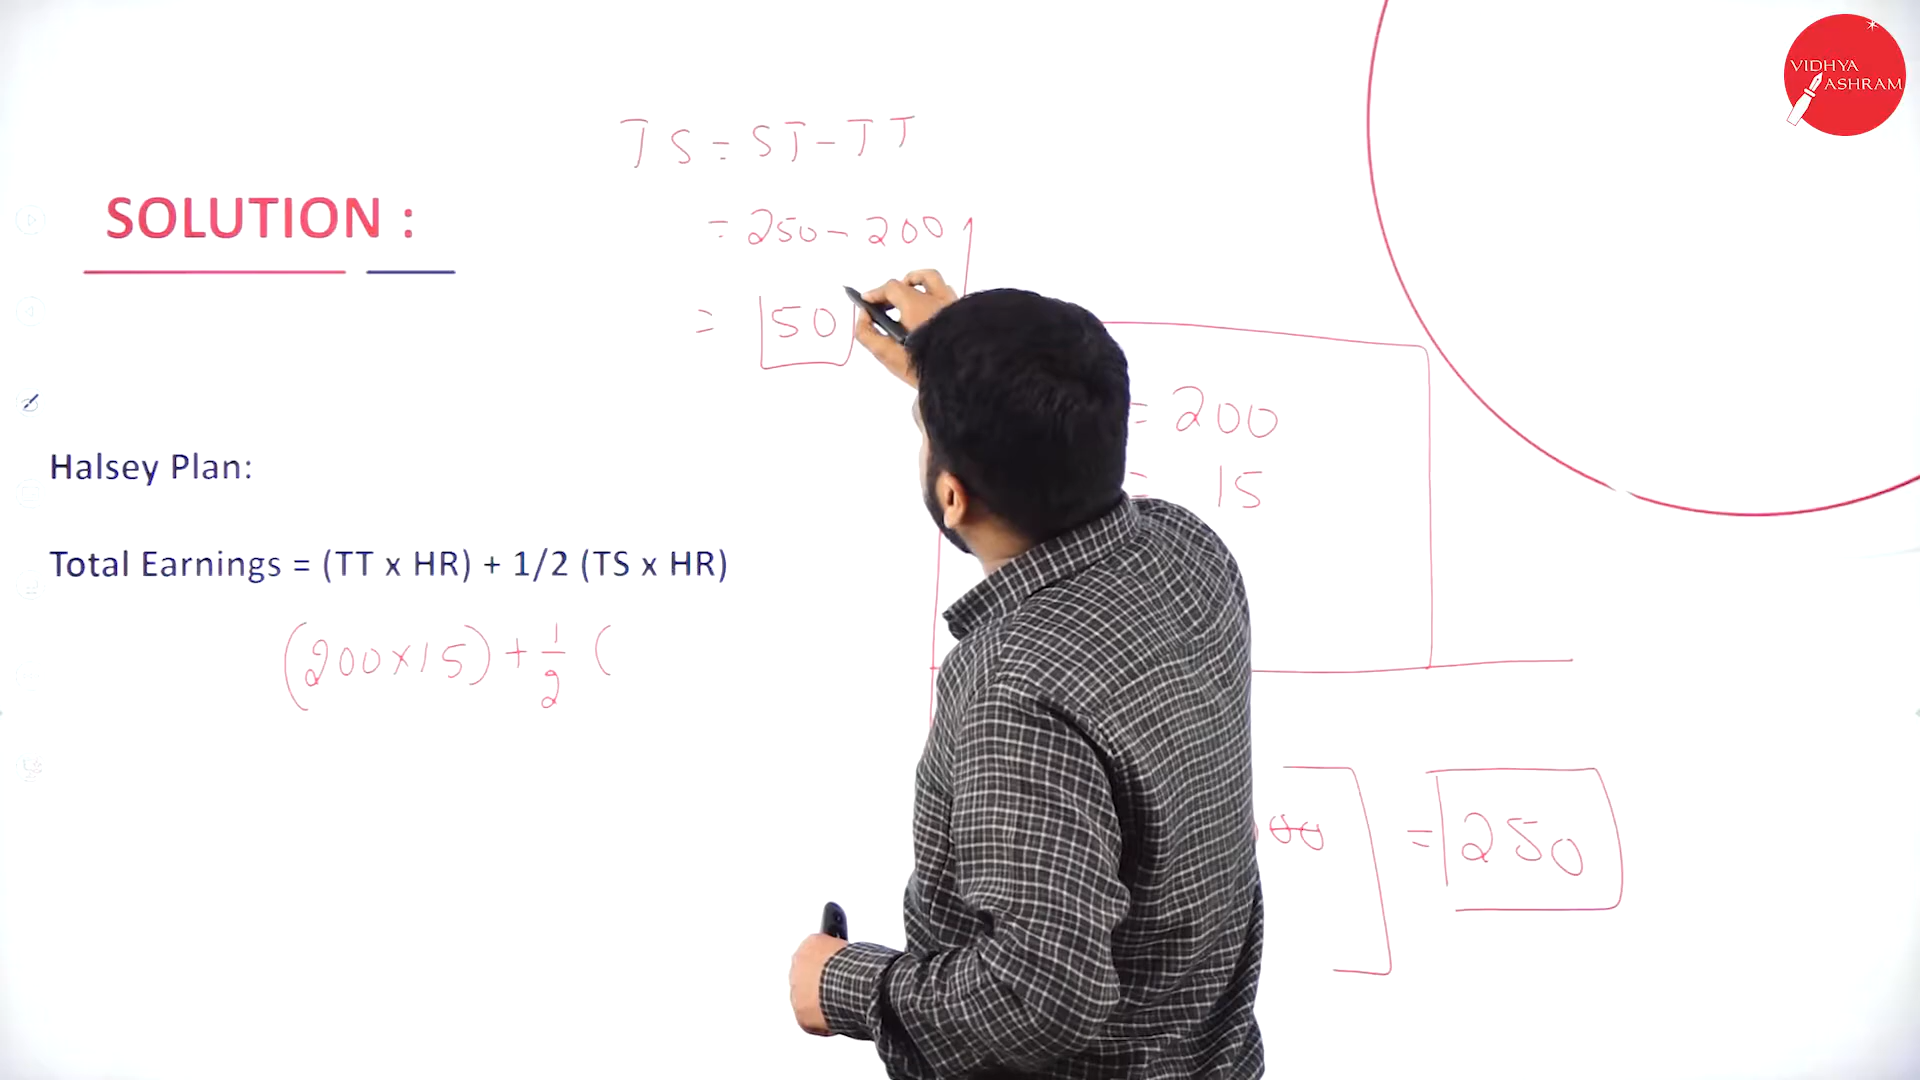 VIDHYA
ASHRAM
TS = ST - TT
= 250 - 200
= 50
SOLUTION :
= 200
= 15
Halsey Plan:
Total Earnings = (TT x HR) + 1/2 (TS x HR)
(200 x 15) + 1/2 (
00
= 250